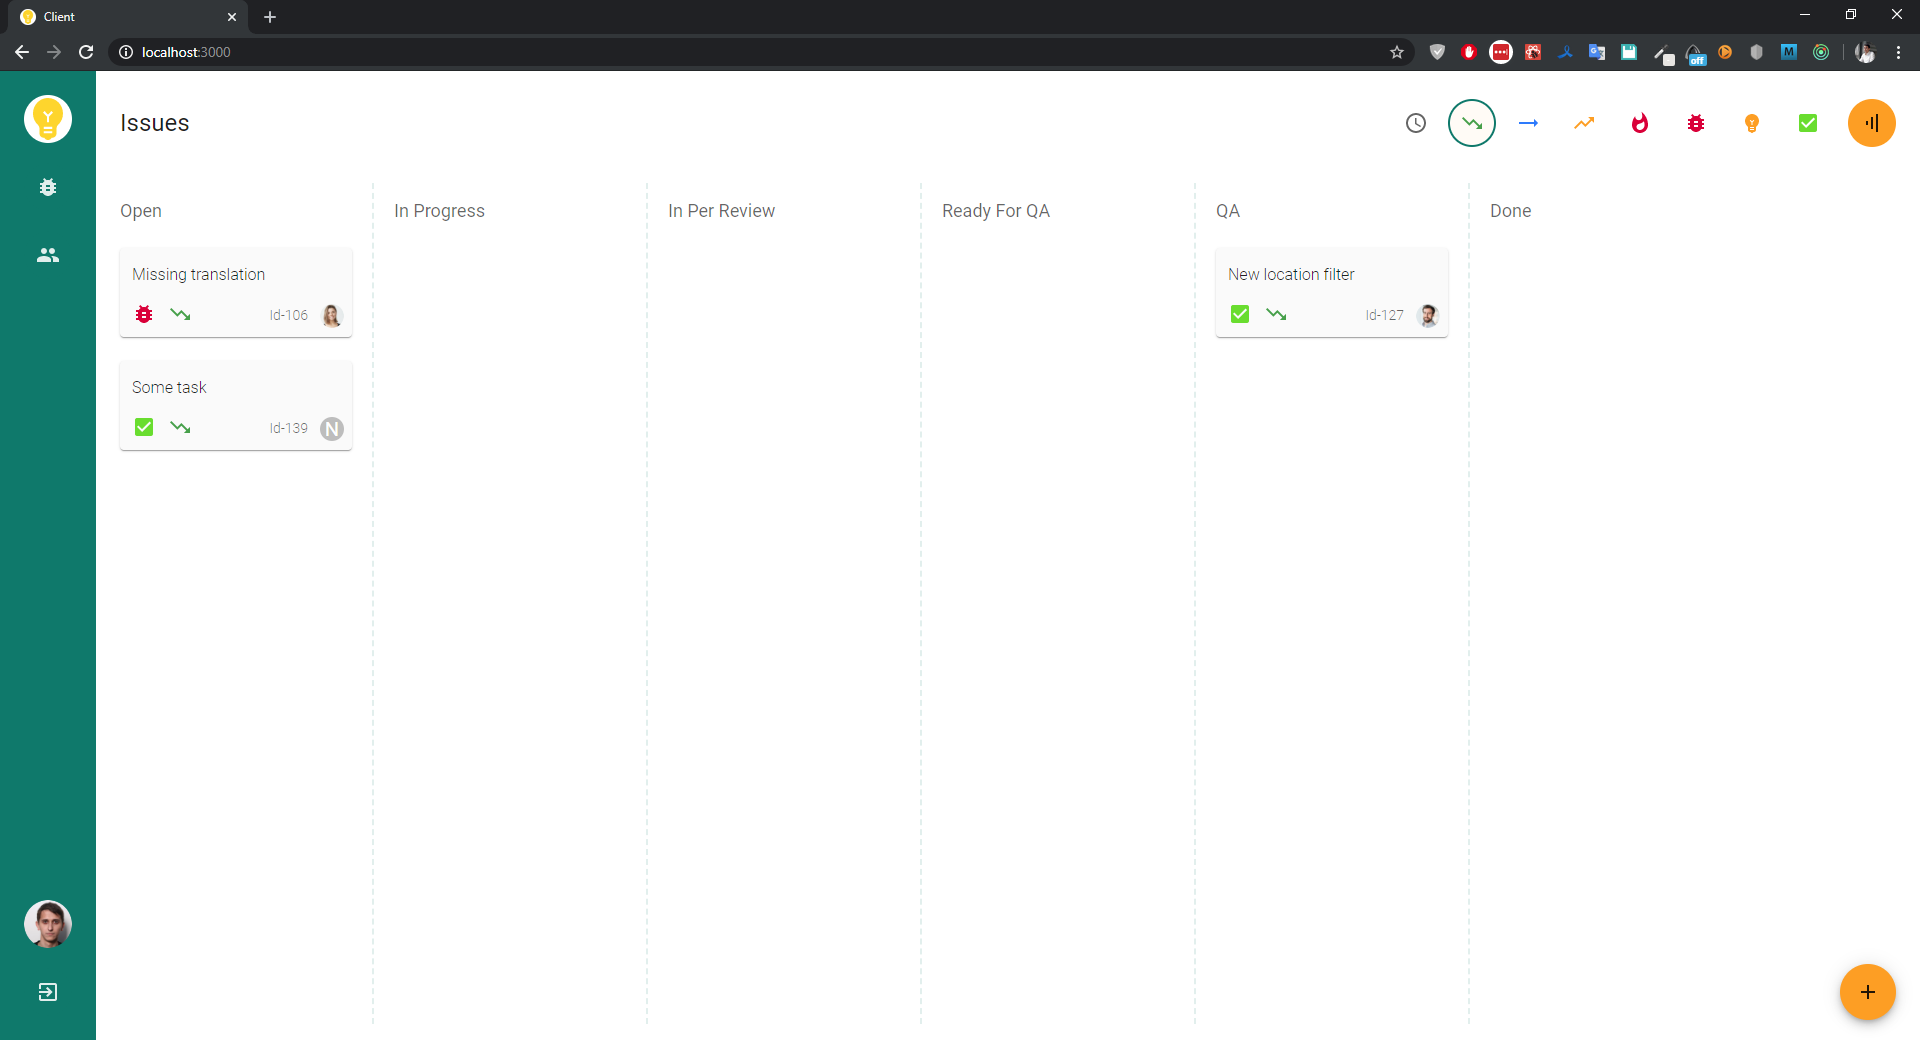 Client
localhost:3000
off
M
Issues
Open
In Progress
In Per Review
Ready For QA
QA
Done
Missing translation
Id-106
New location filter
Id-127
Some task
Id-139
N